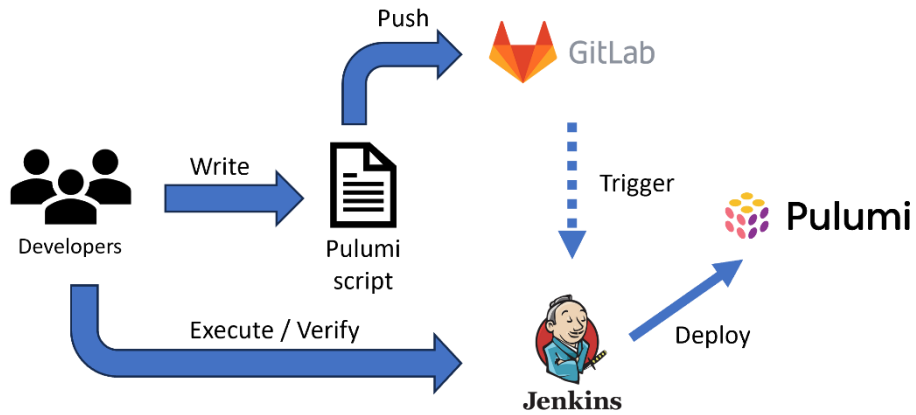 Push
GitLab
Write
Trigger
Pulumi
Developers
Pulumi
script
Execute / Verify
Deploy
Jenkins